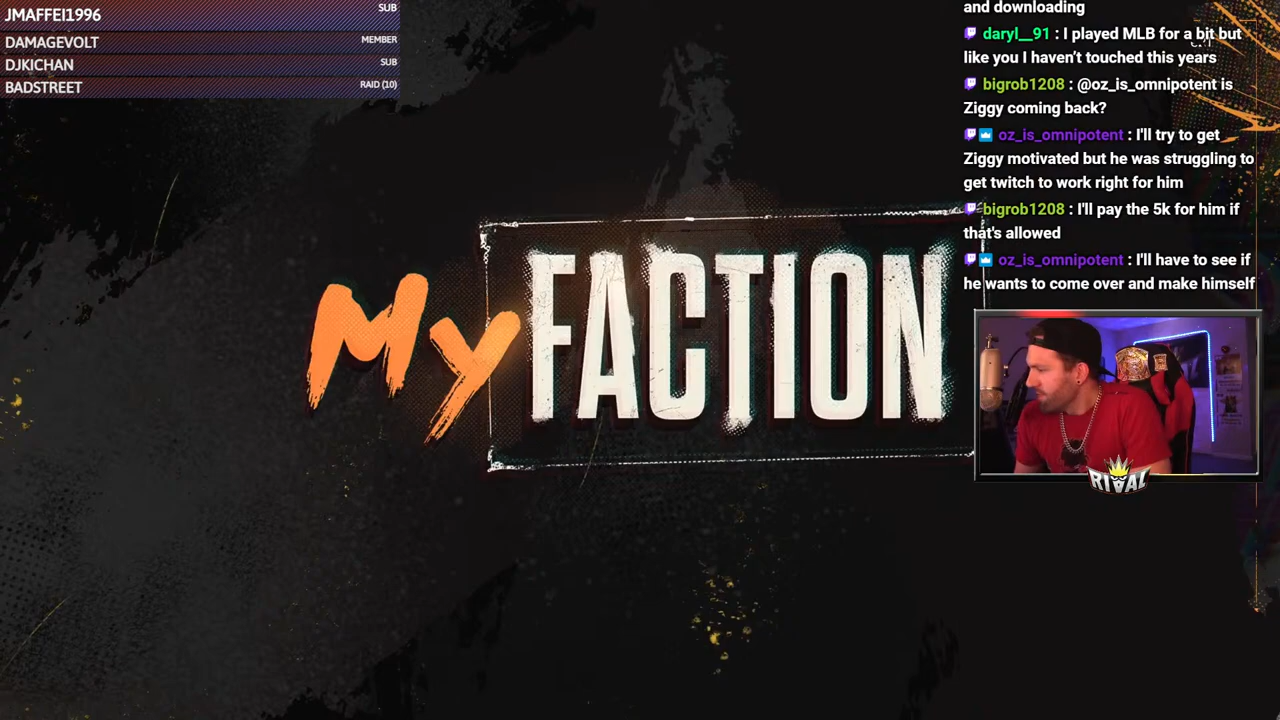 JMAFFEI1996 SUB
DAMAGEVOLT MEMBER
DJKICHAN SUB
BADSTREET RAID (10)
and downloading
daryl__91 : I played MLB for a bit but
like you I haven't touched this years
bigrob1208 : @oz_is_omnipotent is
Ziggy coming back?
oz_is_omnipotent : I'll try to get
Ziggy motivated but he was struggling to
get twitch to work right for him
bigrob1208 : I'll pay the 5k for him if
that's allowed
oz_is_omnipotent : I'll have to see if
he wants to come over and make himself
My FACTION
RIVAL